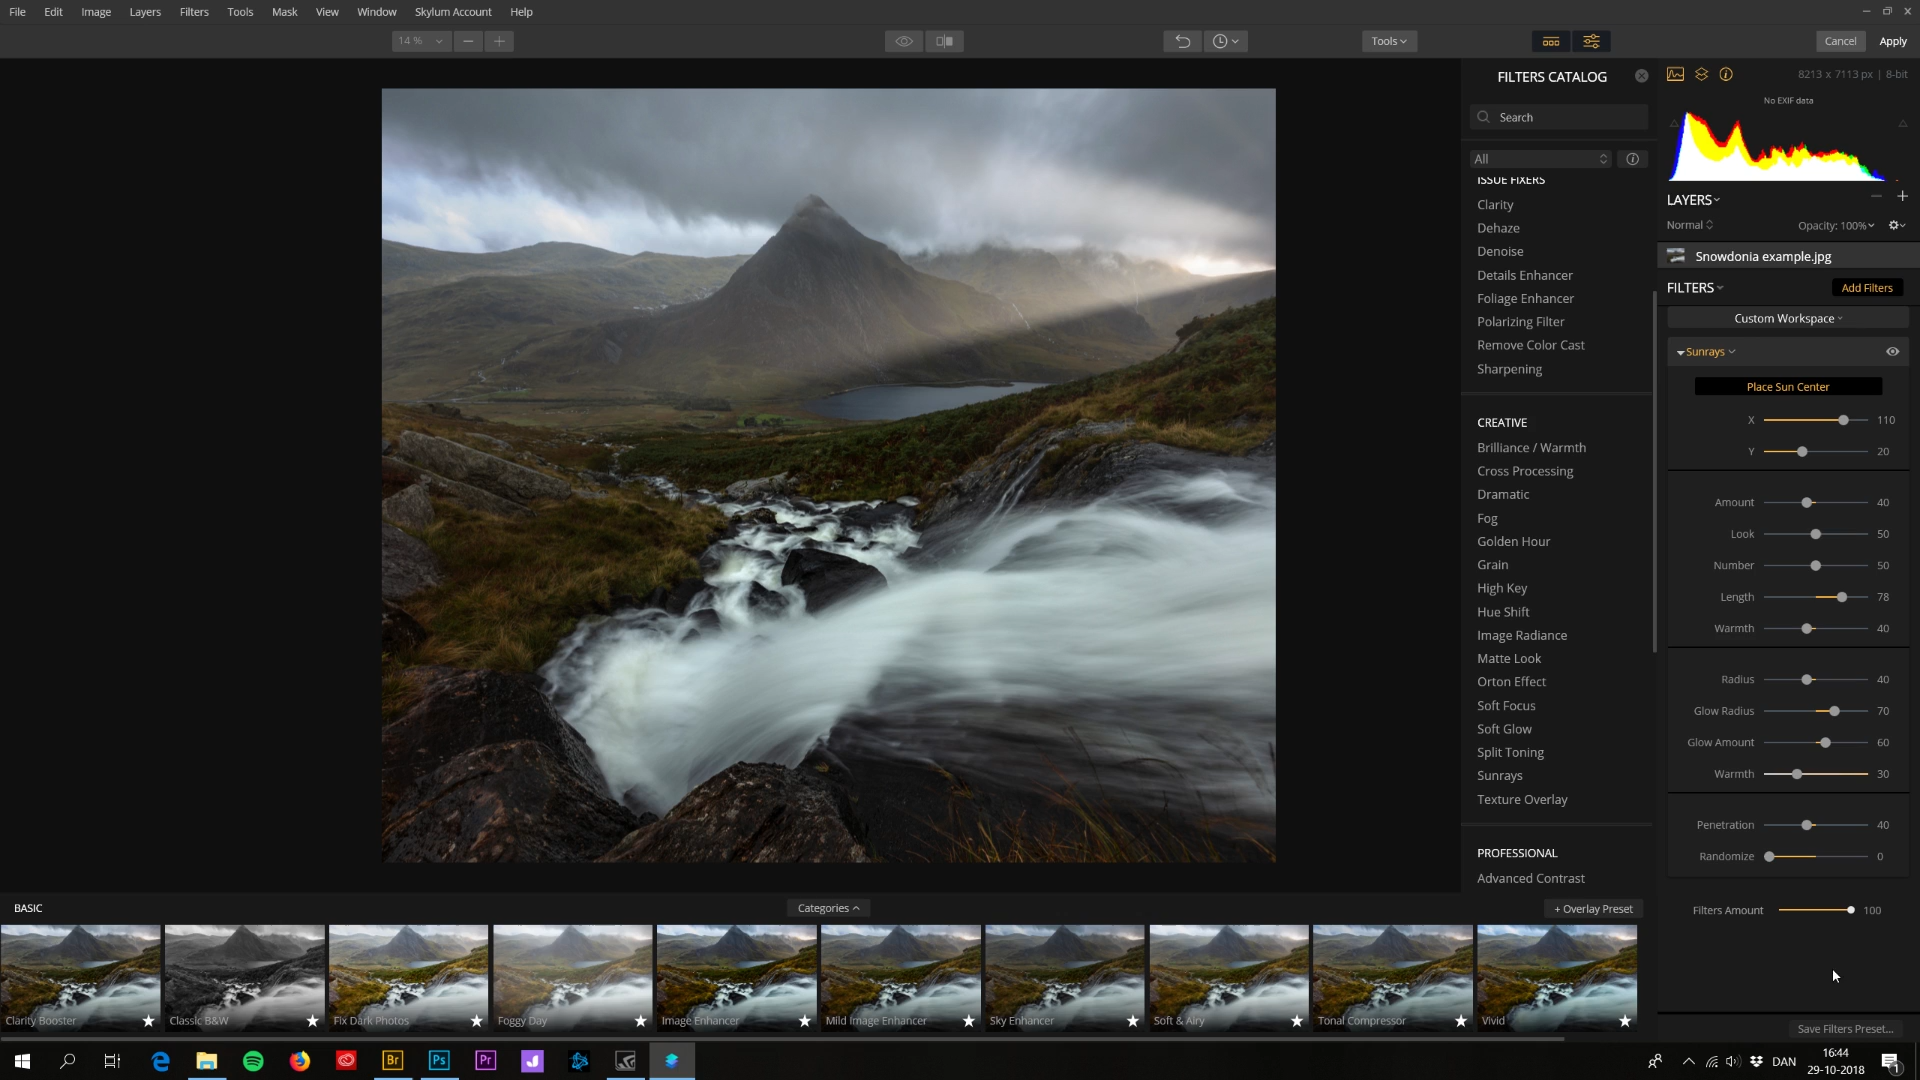 File Edit Image Layers Filters Tools Mask View Window Skylum Account Help
14 %
Tools
Cancel Apply
FILTERS CATALOG
Search
All
ISSUE FIXERS
Clarity
Dehaze
Denoise
Details Enhancer
Foliage Enhancer
Polarizing Filter
Remove Color Cast
Sharpening
CREATIVE
Brilliance / Warmth
Cross Processing
Dramatic
Fog
Golden Hour
Grain
High Key
Hue Shift
Image Radiance
Matte Look
Orton Effect
Soft Focus
Soft Glow
Split Toning
Sunrays
Texture Overlay
PROFESSIONAL
Advanced Contrast
8213 x 7113 px | 8-bit
No EXIF data
LAYERS
Normal Opacity: 100%
Snowdonia example.jpg
FILTERS Add Filters
Custom Workspace
Sunrays
Place Sun Center
X 110
Y 20
Amount 40
Look 50
Number 50
Length 78
Warmth 40
Radius 40
Glow Radius 70
Glow Amount 60
Warmth 30
Penetration 40
Randomize 0
Filters Amount 100
Save Filters Preset...
BASIC Categories + Overlay Preset
Clarity Booster Classic B&W Fix Dark Photos Foggy Day Image Enhancer Mild Image Enhancer Sky Enhancer Soft & Airy Tonal Compressor Vivid
Br Ps Pr
DAN
16:44
29-10-2018
1